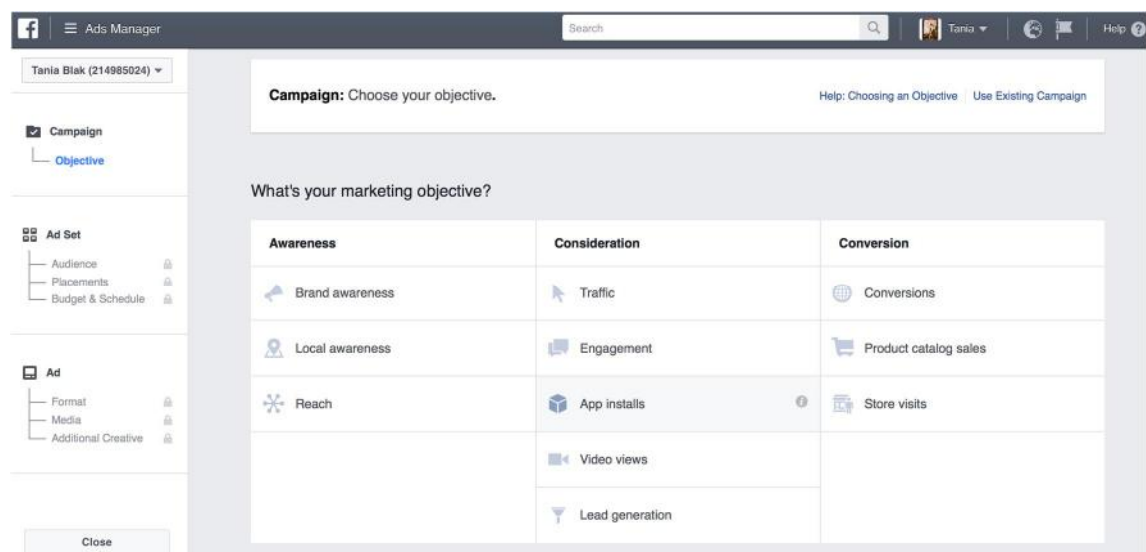 f Ads Manager
Search
Tania
Help
Tania Blak (214985024)
Campaign: Choose your objective.
Help: Choosing an Objective
Use Existing Campaign
Campaign
Objective
What's your marketing objective?
Ad Set
Audience
Placements
Budget & Schedule
Ad
Format
Media
Additional Creative
Close
Awareness
Consideration
Conversion
Brand awareness
Traffic
Conversions
Local awareness
Engagement
Product catalog sales
Reach
App installs
Store visits
Video views
Lead generation